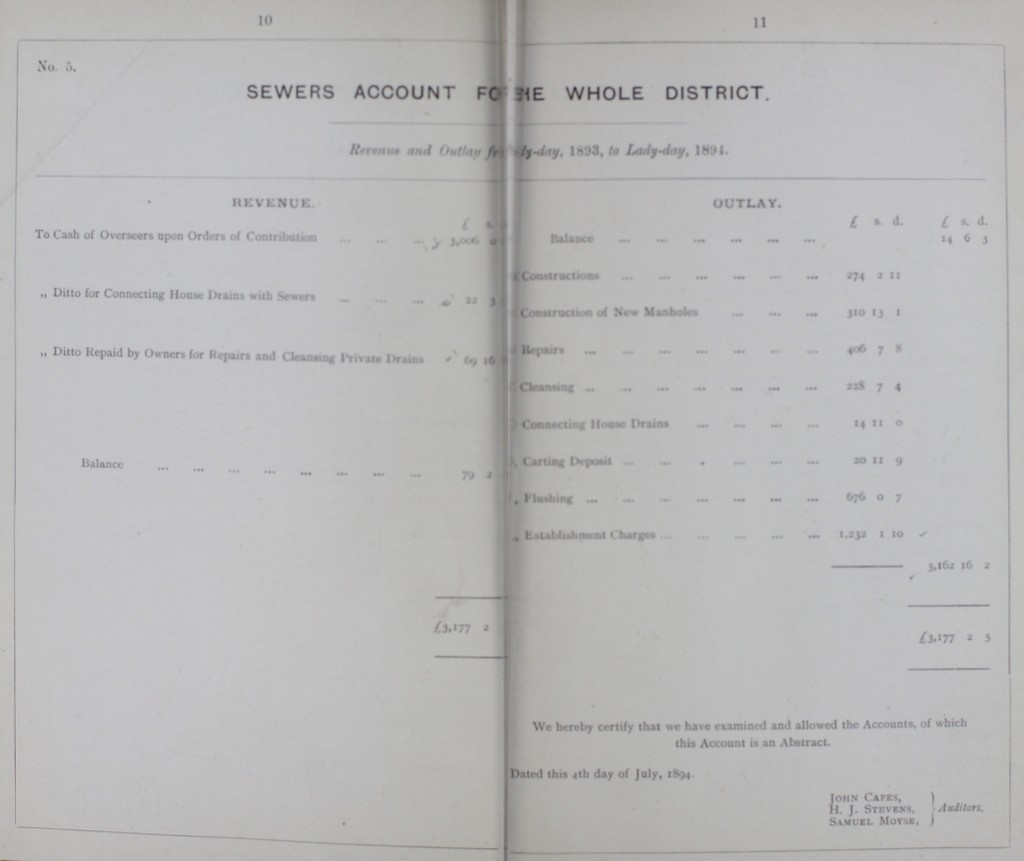 10
No. 5.
SEWERS ACCOUNT FO
Revenue and Outlay
REVENUE.
£ s.
To Cash of Overseers upon Orders of Contribution ... ... ... 3,006 0
„ Ditto for Connecting House Drains with Sewers ... ... ... 22 3
„ Ditto Repaid by Owners for Repairs and Cleansing Private Drains 69 16
Balance ... ... ... ... ... ... ... ... 79 2
£3,177 2
11
HE WHOLE DISTRICT.
dy-day, 1893, to Lady-day, 1894.
OUTLAY.
£ s. d. £ s. d.
Balance ... ... ... ... ... ... 14 6 3
Constructions ... ... ... ... ... ... 274 2 11
Construction of New Manholes ... ... ... 310 13 1
Repairs ... ... ... ... ... ... ... 406 7 8
Cleansing ... ... ... ... ... ... ... 228 7 4
Connecting House Drains ... ... ... ... 14 11 0
, Carting Deposit ... ... . ... ... ... 20 11 9
„ Flushing ... ... ... ... ... ... ... 676 0 7
„ Establishment Charges ... ... ... ... ... 1,232 1 10
3,162 16 2
£3,177 2 5
We hereby certify that we have examined and allowed the Accounts, of which
this Account is an Abstract.
Dated this 4th day of July, 1894.
JOHN CAPES,
H. J. STEVENS, } Auditors.
SAMUEL MOYSE,